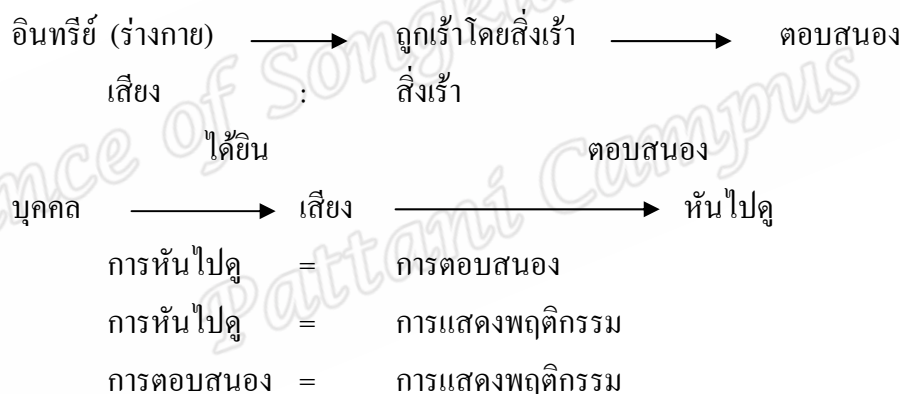 อินทรีย์ (ร่างกาย) ถูกเร้าโดยสิ่งเร้า ตอบสนอง
เสียง : สิ่งเร้า
ได้ยิน ตอบสนอง
บุคคล เสียง หันไปดู
การหันไปดู = การตอบสนอง
การหันไปดู = การแสดงพฤติกรรม
การตอบสนอง = การแสดงพฤติกรรม
Pattani Campus